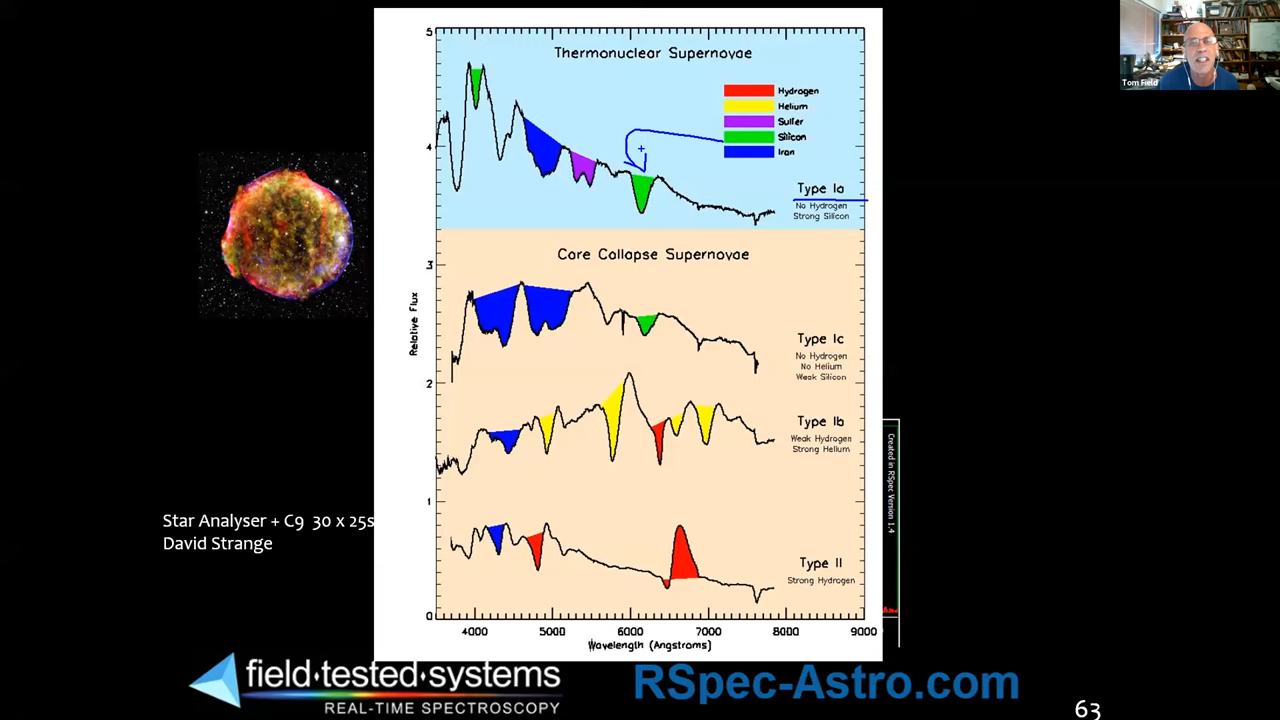 Tom Field
Thermonuclear Supernovae
Hydrogen
Helium
Sulfer
Silicon
Iron
Type Ia
No Hydrogen
Strong Silicon
Core Collapse Supernovae
Type Ic
No Hydrogen
No Helium
Weak Silicon
Type Ib
Weak Hydrogen
Strong Helium
Type II
Strong Hydrogen
Relative Flux
5
4
3
2
1
0
4000 5000 6000 7000 8000 9000
Wavelength (Angstroms)
Star Analyser + C9 30 x 25s
David Strange
Created in RSpec Version 1.4
field·tested·systems
REAL-TIME SPECTROSCOPY
RSpec-Astro.com
63